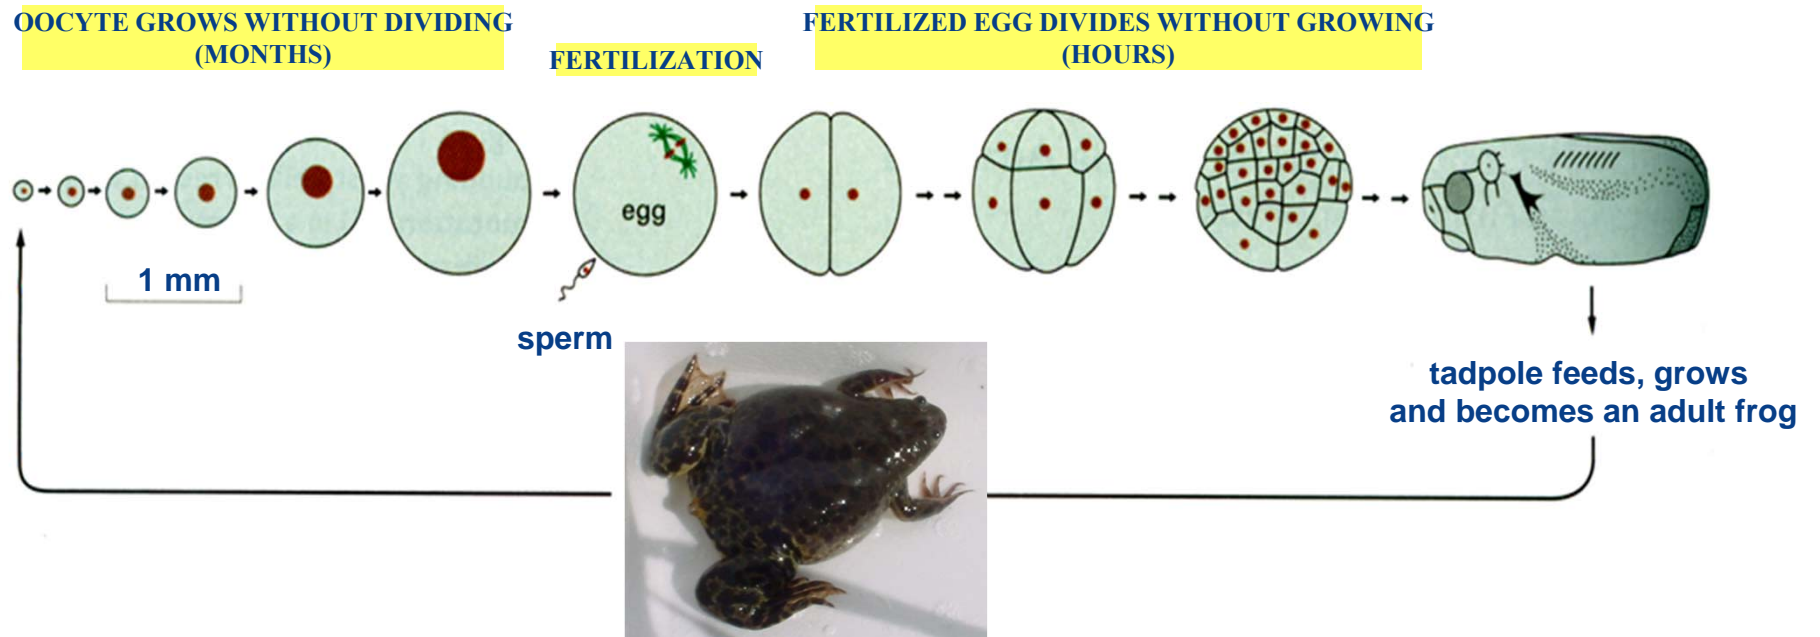 OOCYTE GROWS WITHOUT DIVIDING
(MONTHS)
FERTILIZATION
FERTILIZED EGG DIVIDES WITHOUT GROWING
(HOURS)
egg
1 mm
sperm
tadpole feeds, grows
and becomes an adult frog